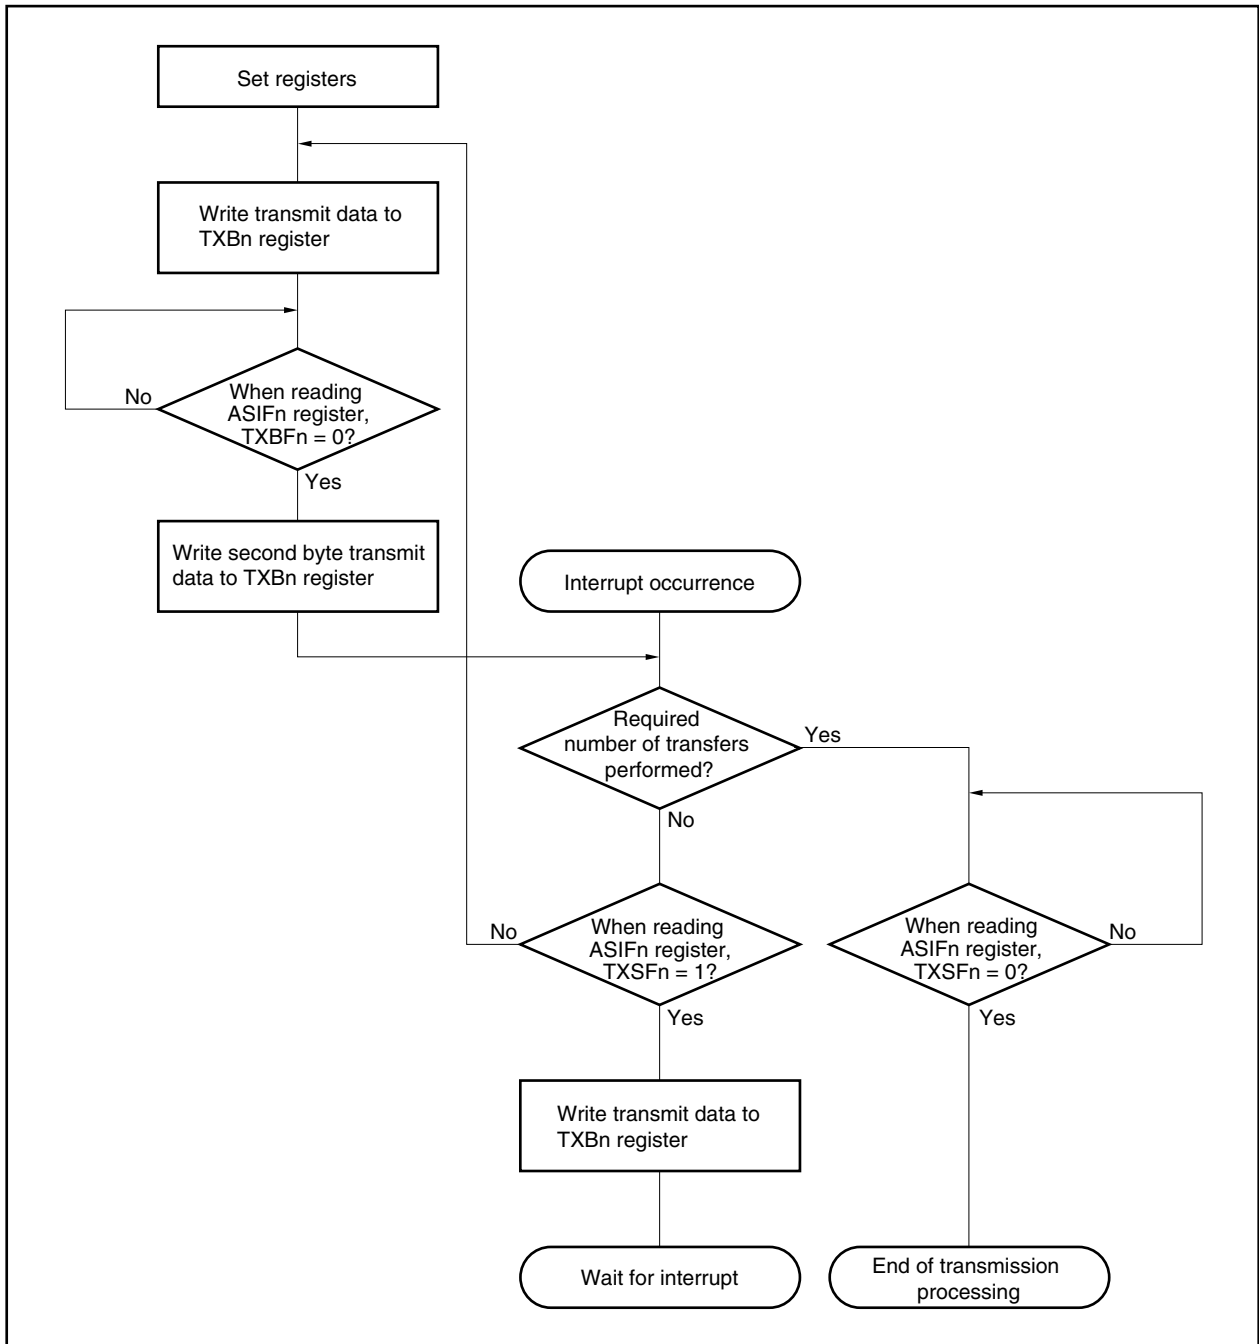 Set registers
Write transmit data to
TXBn register
When reading
ASIFn register,
TXBFn = 0?
No
Yes
Write second byte transmit
data to TXBn register
Interrupt occurrence
Required
number of transfers
performed?
Yes
No
When reading
ASIFn register,
TXSFn = 1?
No
Yes
When reading
ASIFn register,
TXSFn = 0?
No
Yes
Write transmit data to
TXBn register
Wait for interrupt
End of transmission
processing